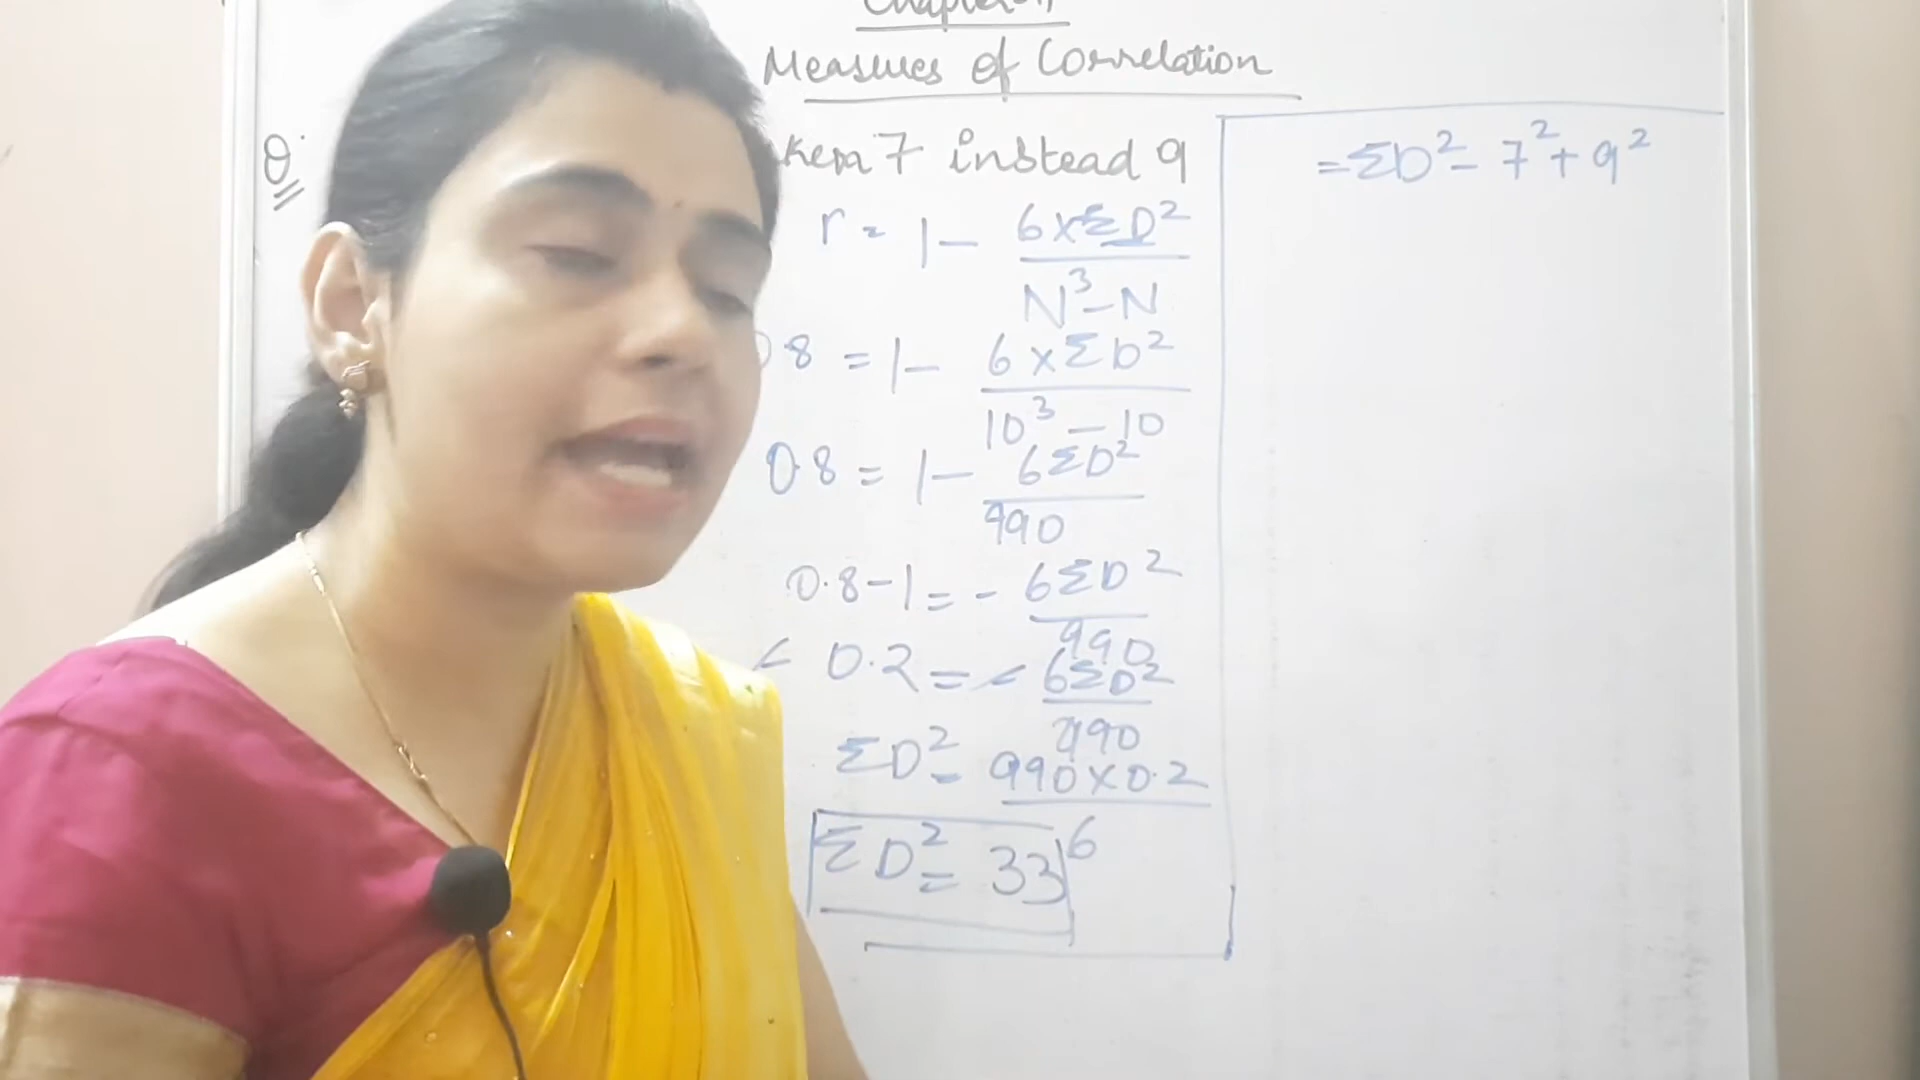 Measures of Correlation
Q.
ken 7 instead 9
r = 1 - 6×ΣD²
N³-N
0.8 = 1 - 6×ΣD²
10³ - 10
0.8 = 1 - 6ΣD²
990
0.8-1 = - 6ΣD²
990
- 0.2 = - 6ΣD²
990
ΣD² = 990×0.2
6
ΣD² = 33
= ΣD² - 7² + 9²